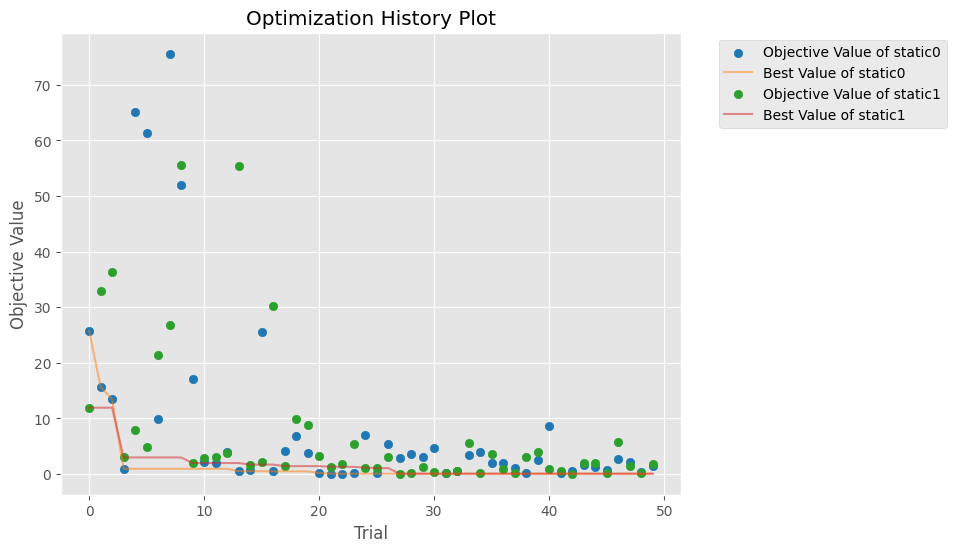 Optimization History Plot
Objective Value of static0
Best Value of static0
Objective Value of static1
Best Value of static1
Objective Value
70
60
50
40
30
20
10
0
0 10 20 30 40 50
Trial